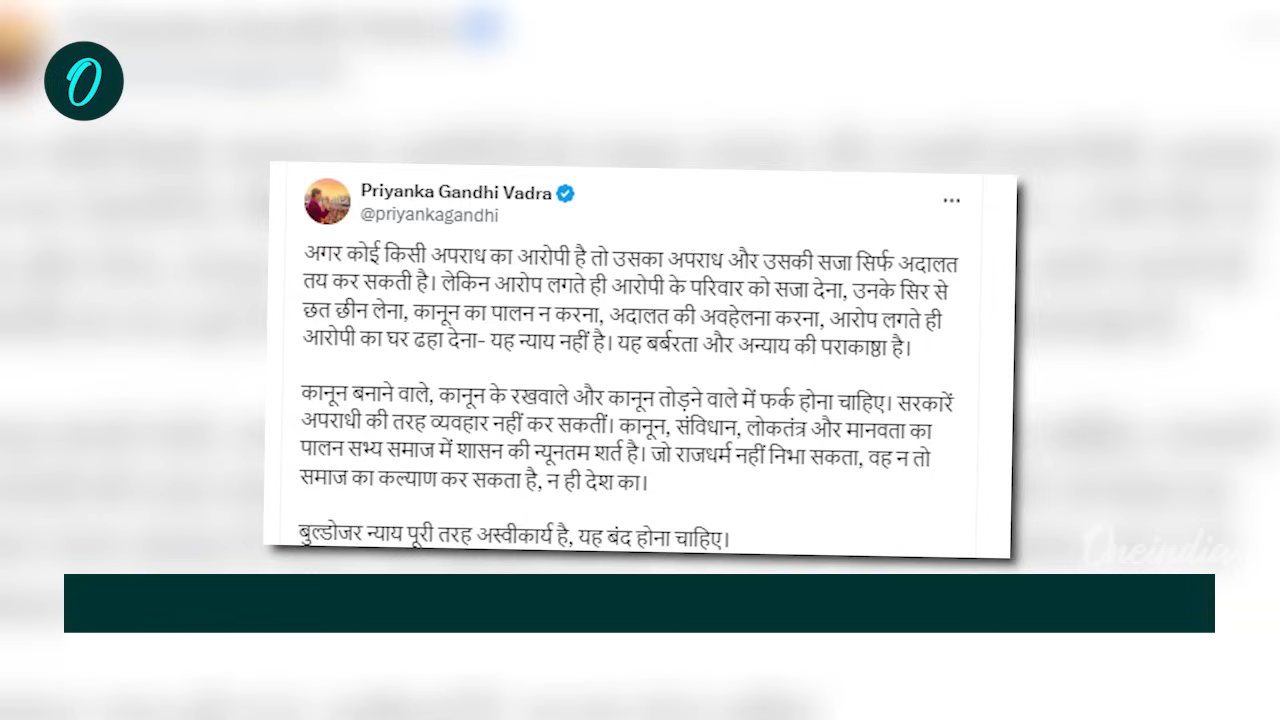 Priyanka Gandhi Vadra
@priyankagandhi
अगर कोई किसी अपराध का आरोपी है तो उसका अपराध और उसकी सजा सिर्फ अदालत
तय कर सकती है। लेकिन आरोप लगते ही आरोपी के परिवार को सजा देना, उनके सिर से
छत छीन लेना, कानून का पालन न करना, अदालत की अवहेलना करना, आरोप लगते ही
आरोपी का घर ढहा देना- यह न्याय नहीं है। यह बर्बरता और अन्याय की पराकाष्ठा है।
कानून बनाने वाले, कानून के रखवाले और कानून तोड़ने वाले में फर्क होना चाहिए। सरकारें
अपराधी की तरह व्यवहार नहीं कर सकतीं। कानून, संविधान, लोकतंत्र और मानवता का
पालन सभ्य समाज में शासन की न्यूनतम शर्त है। जो राजधर्म नहीं निभा सकता, वह न तो
समाज का कल्याण कर सकता है, न ही देश का।
बुल्डोजर न्याय पूरी तरह अस्वीकार्य है, यह बंद होना चाहिए।
Oneindia